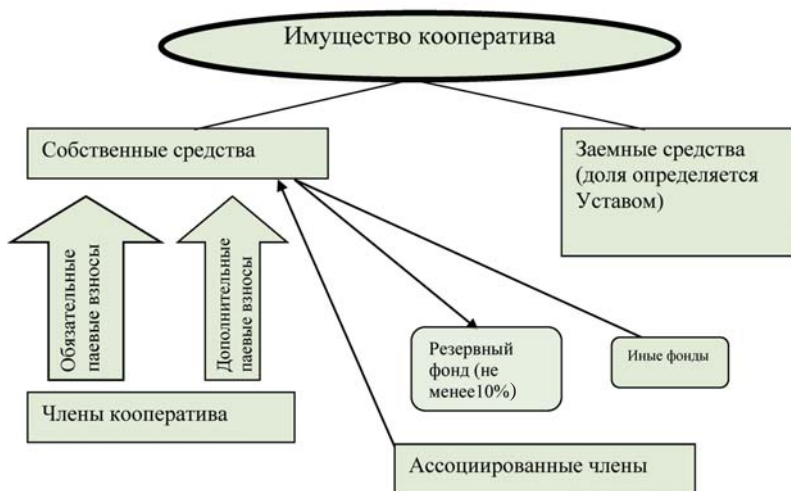 Имущество кооператива
Собственные средства
Заемные средства
(доля определяется
Уставом)
Обязательные
паевые взносы
Дополнительные
паевые взносы
Резервный
фонд (не
менее10%)
Иные фонды
Члены кооператива
Ассоциированные члены